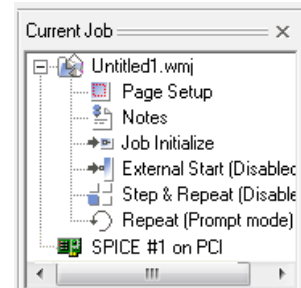 Current Job
Untitled1.wmj
Page Setup
Notes
Job Initialize
External Start (Disabled
Step & Repeat (Disable
Repeat (Prompt mode)
SPICE #1 on PCI